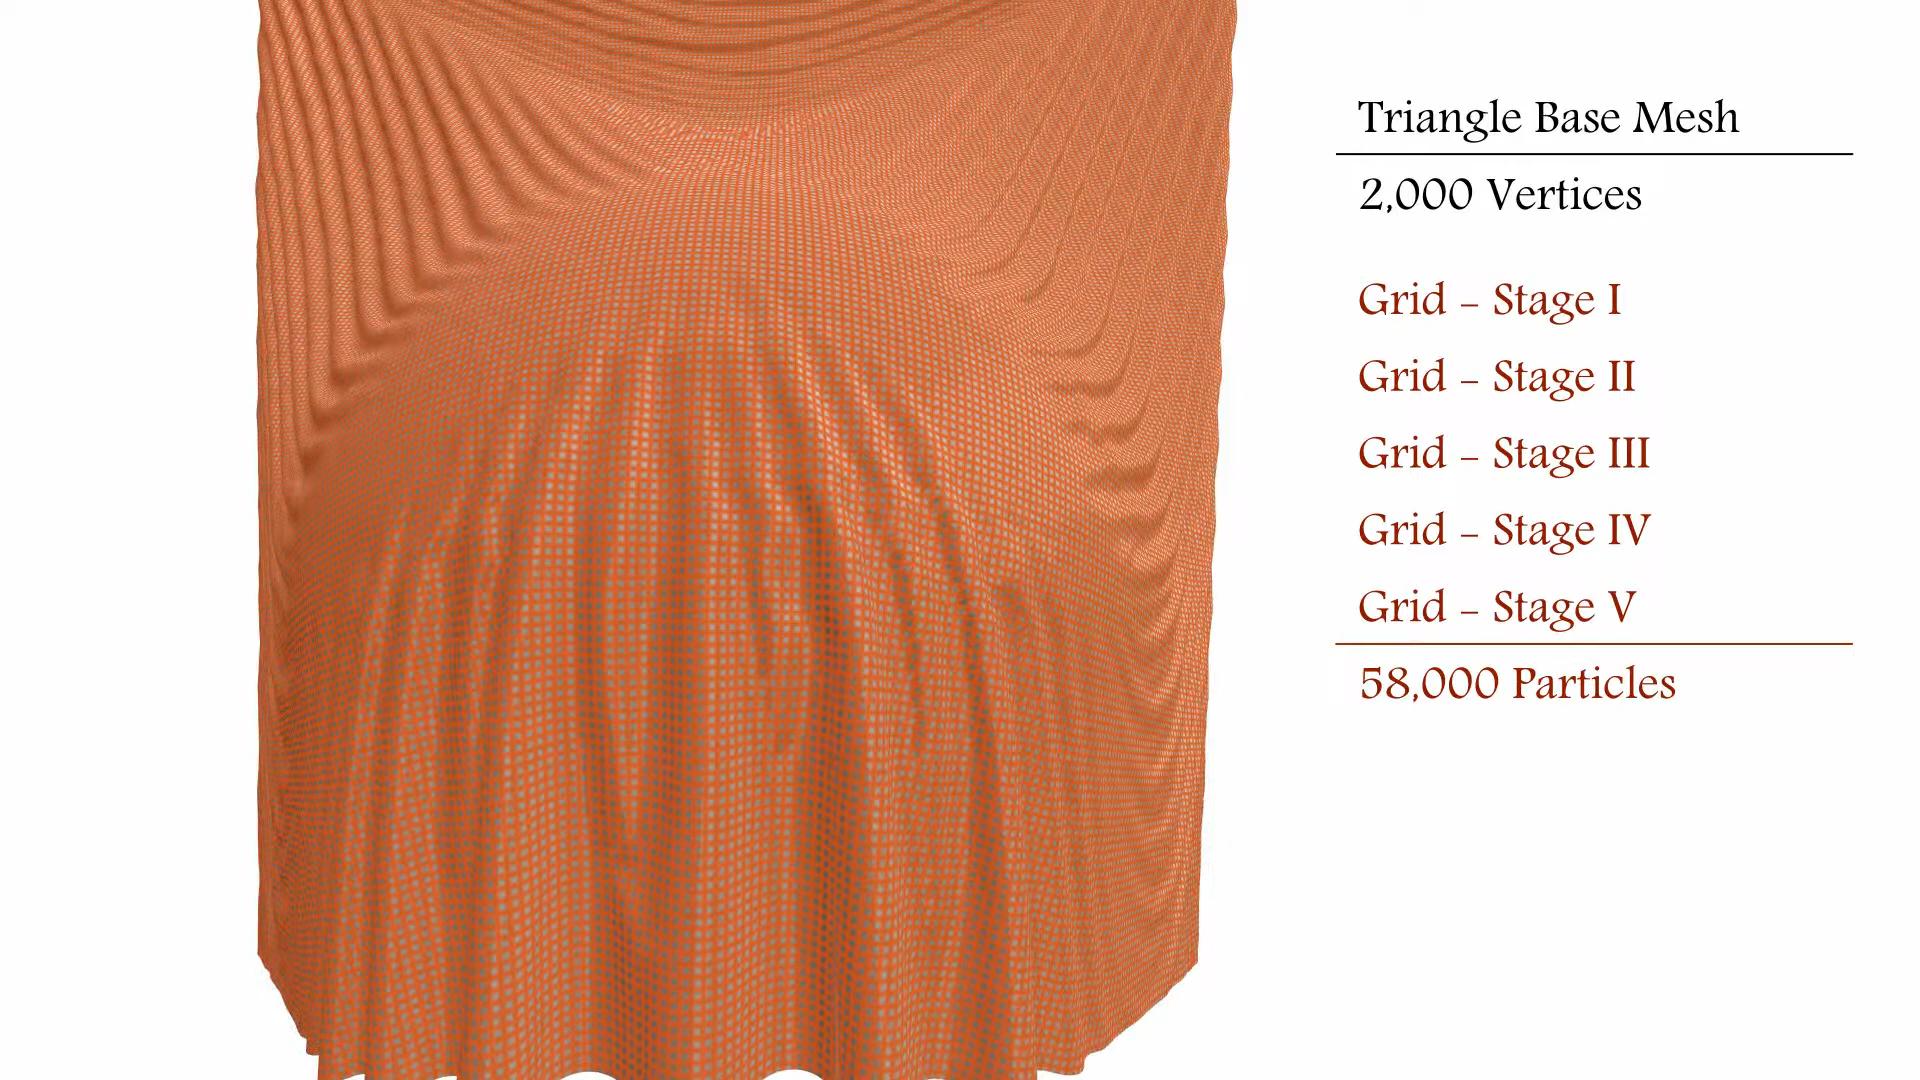 Triangle Base Mesh
2,000 Vertices
Grid – Stage I
Grid – Stage II
Grid – Stage III
Grid – Stage IV
Grid – Stage V
58,000 Particles